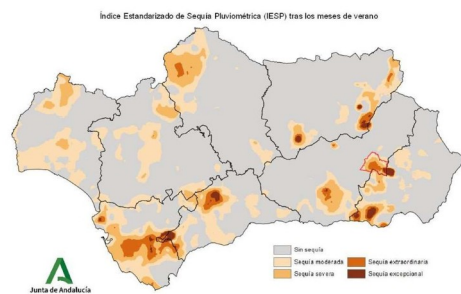 Índice Estandarizado de Sequía Pluviométrica (IESP) tras los meses de verano
Sin sequía
Sequía moderada
Sequía severa
Sequía extraordinaria
Sequía excepcional
Junta de Andalucía